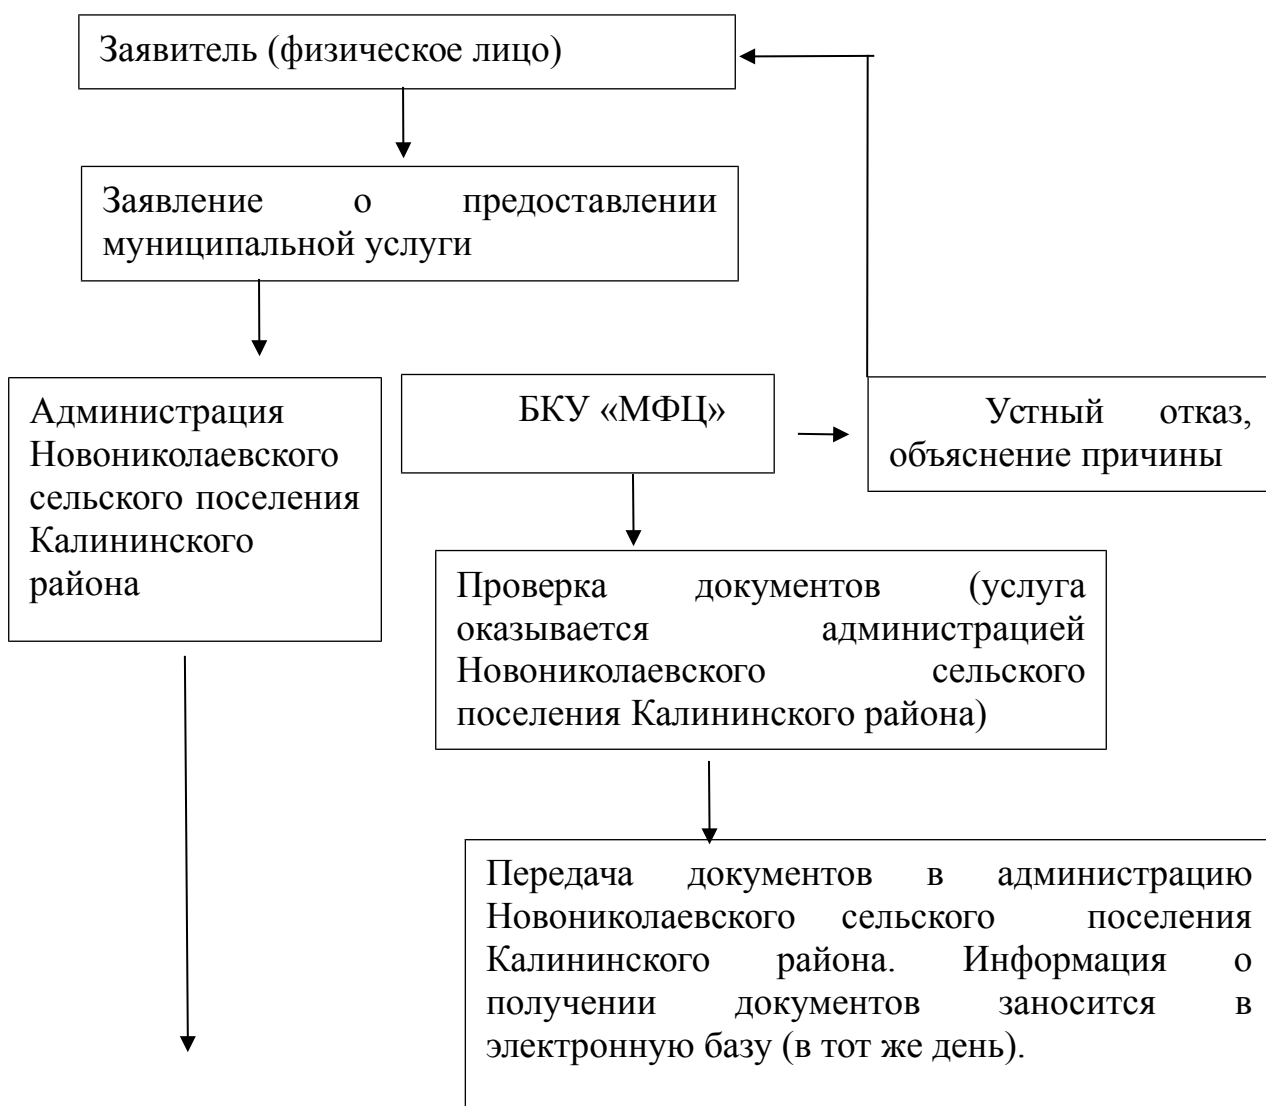 Заявитель (физическое лицо)
Заявление о предоставлении
муниципальной услуги
Администрация
Новониколаевского
сельского поселения
Калининского
района
БКУ «МФЦ»
Устный отказ,
объяснение причины
Проверка документов (услуга
оказывается администрацией
Новониколаевского сельского
поселения Калининского района)
Передача документов в администрацию
Новониколаевского сельского поселения
Калининского района. Информация о
получении документов заносится в
электронную базу (в тот же день).